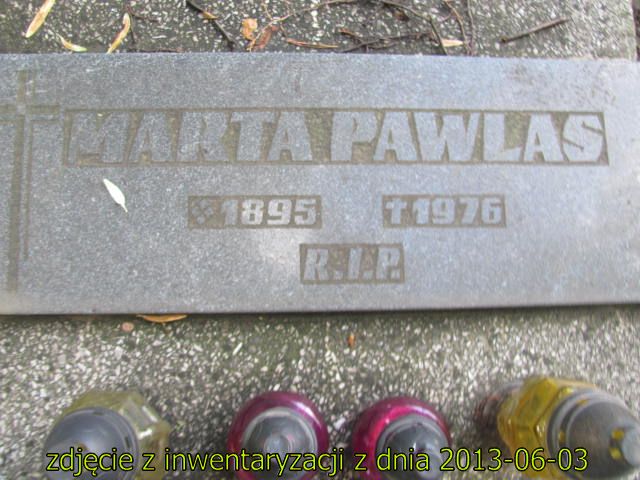 MARTA PAWLAS
1895 †1976
R.I.P.
zdjęcie z inwentaryzacji z dnia 2013-06-03